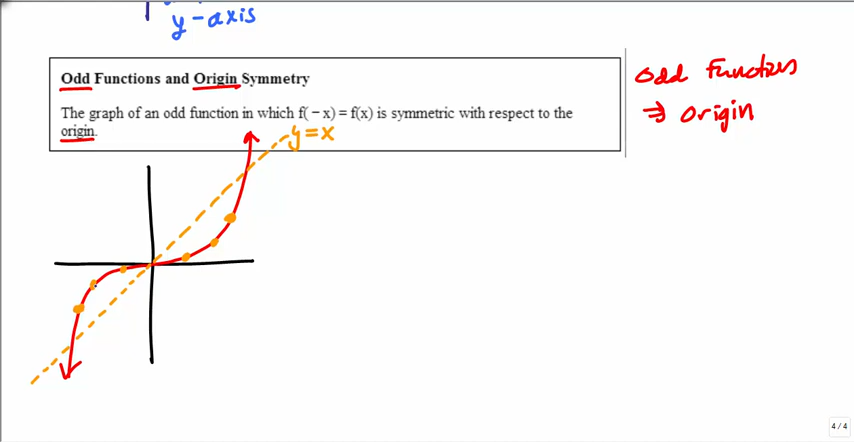 y-axis
Odd Functions and Origin Symmetry
The graph of an odd function in which f( − x) = f(x) is symmetric with respect to the
origin.
Odd Functions
⇒ Origin
y=x
4 / 4